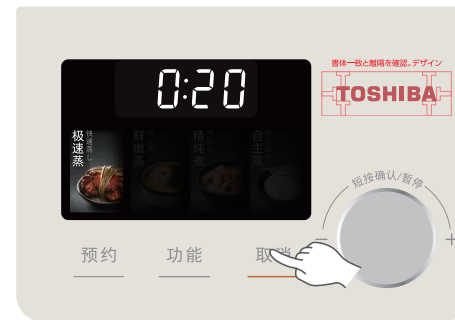 書体一致と離隔を確認。デザイン
TOSHIBA
0:20
极速蒸
快速蒸し
鲜嫩蒸
精炖煮
自主蒸
短按确认/暂停
− +
预约 功能 取消